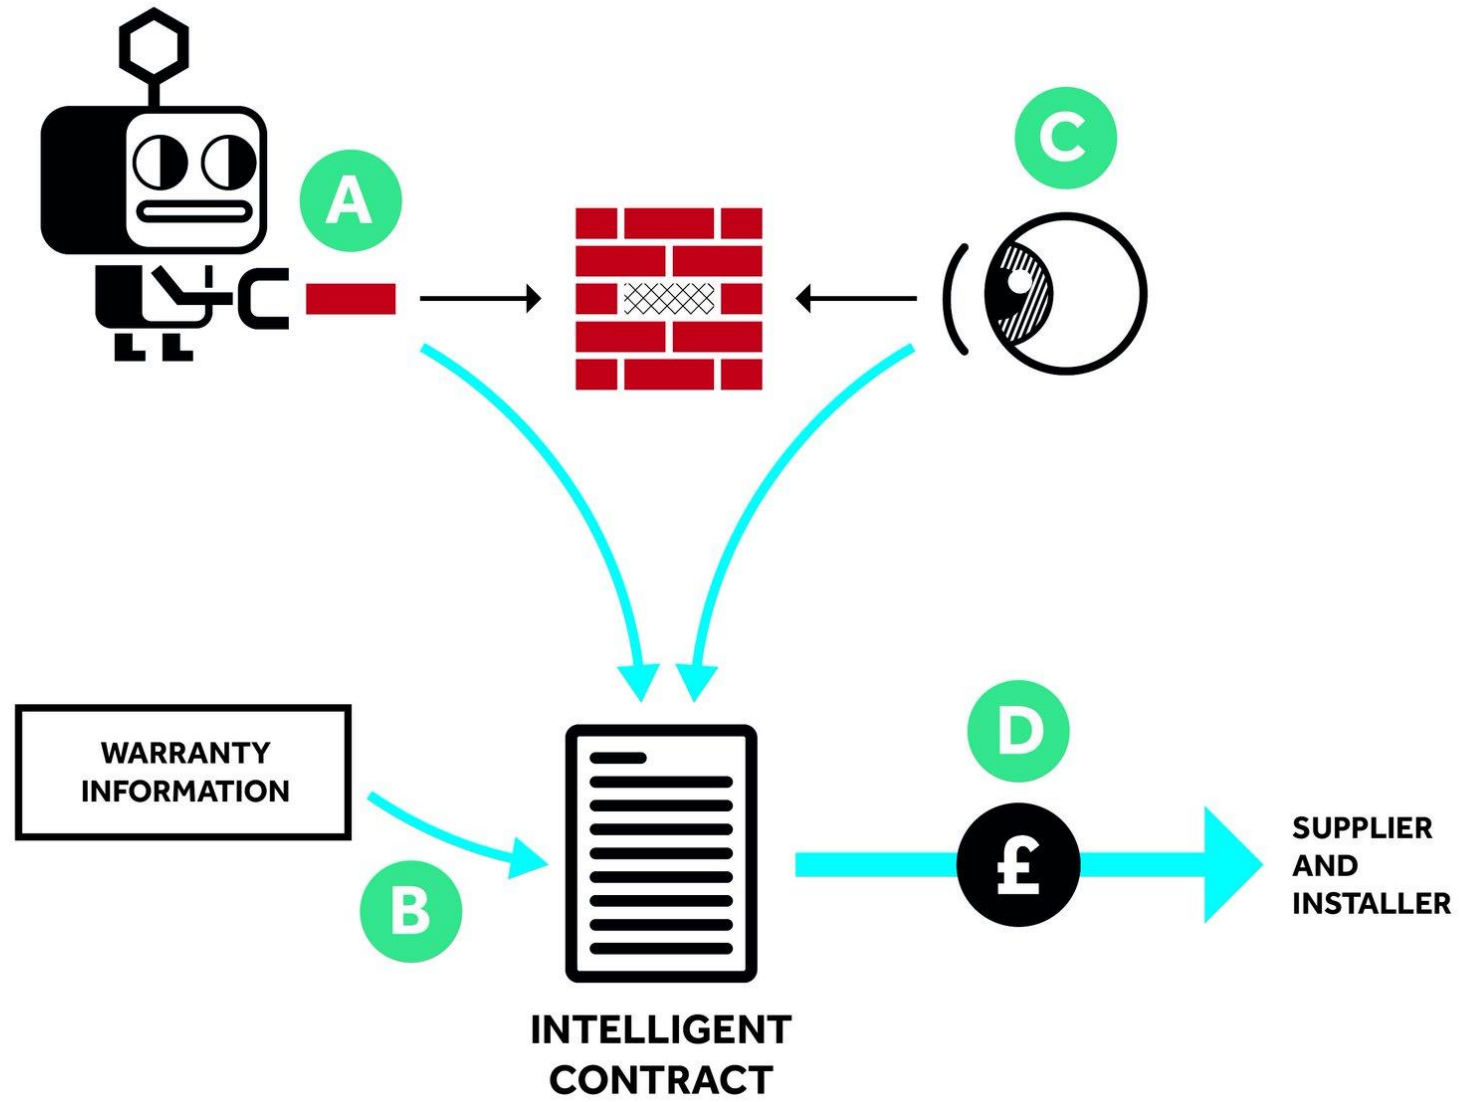 A
C
WARRANTY
INFORMATION
B
D
£
SUPPLIER
AND
INSTALLER
INTELLIGENT
CONTRACT